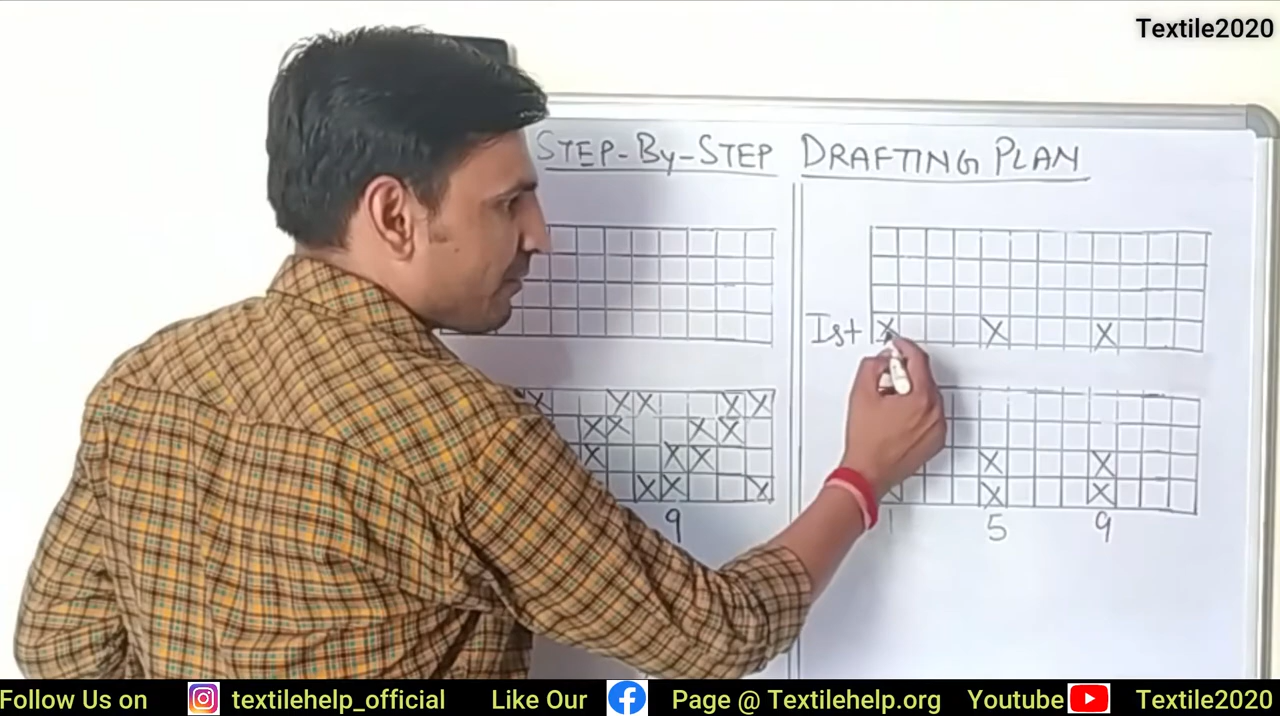 Textile2020
STEP-BY-STEP DRAFTING PLAN
Ist X X X
X X X X X
X X X X
X X X X X
X X X X X
9 1 5 9
Follow Us on textilehelp_official Like Our Page @ Textilehelp.org Youtube Textile2020